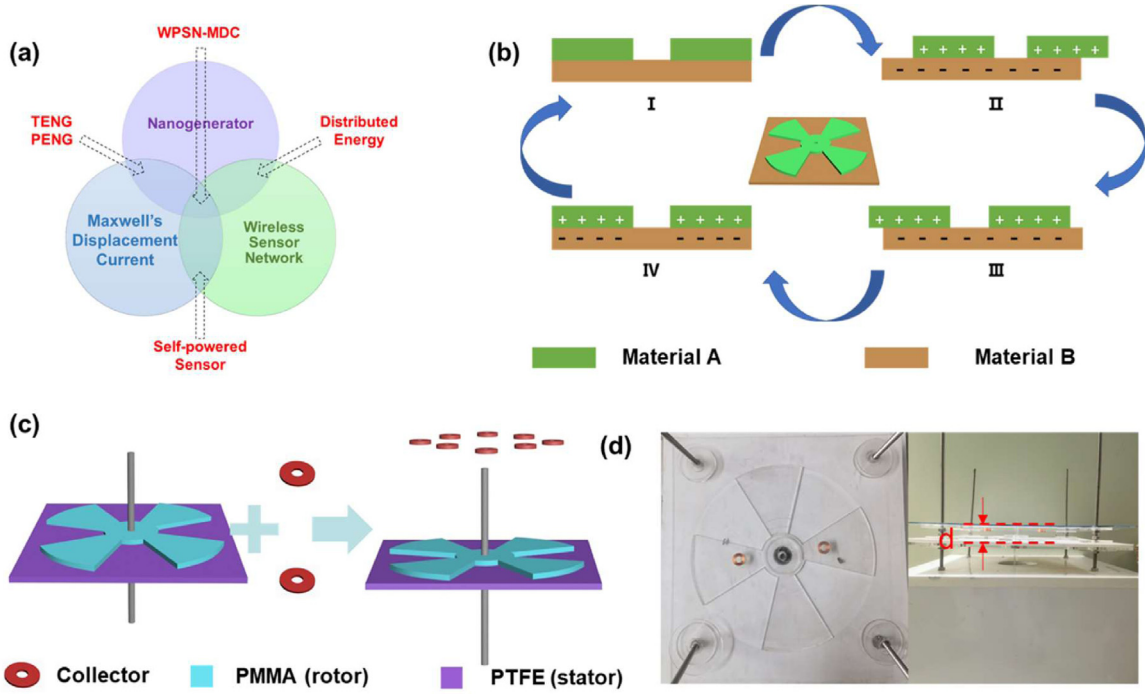 (a)
WPSN-MDC
TENG
PENG
Nanogenerator
Distributed
Energy
Maxwell's
Displacement
Current
Wireless
Sensor
Network
Self-powered
Sensor
(b)
I
II
+ + + +
+ + + +
- - - - - - - -
IV
+ + + +
+ + + +
- - - -
- - - -
III
+ + + +
+ + + +
- - - - - - - -
Material A
Material B
(c)
Collector
PMMA (rotor)
PTFE (stator)
(d)
d